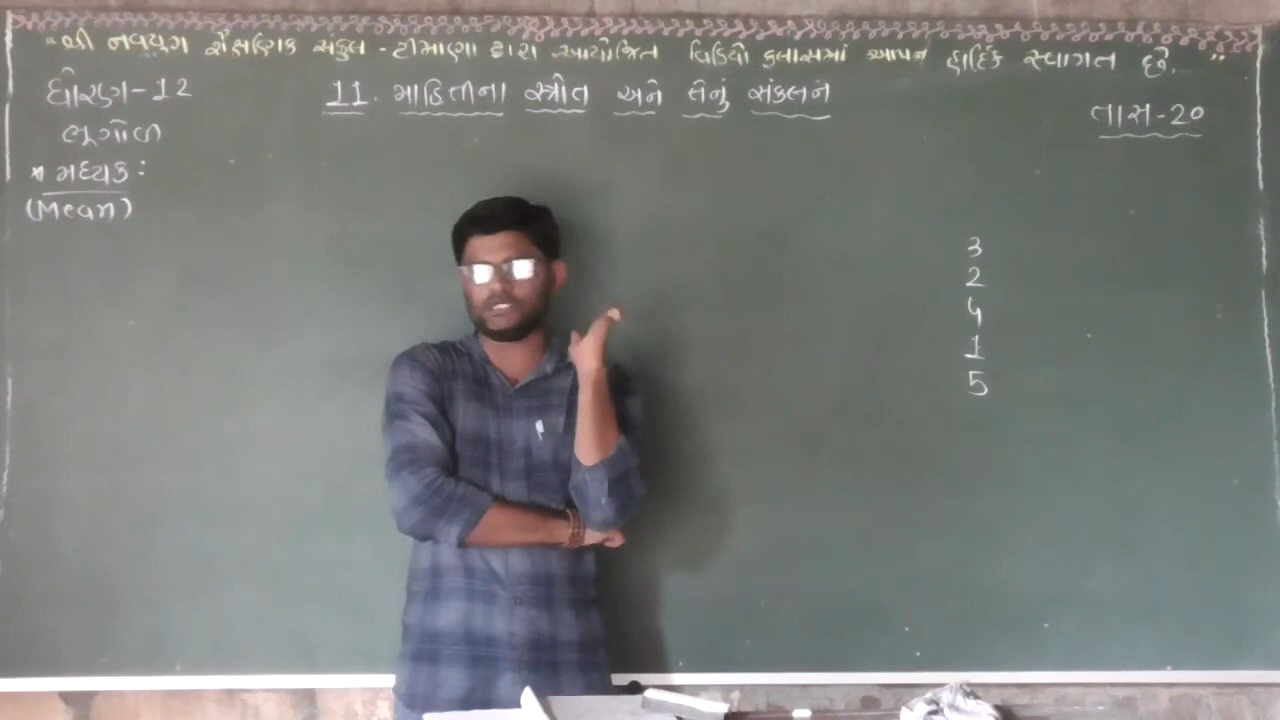 "શ્રી નવયુગ શૈક્ષણિક સંકુલ - ટીમાણા દ્વારા આયોજિત વિડિયો કલાસમાં આપનું હાર્દિક સ્વાગત છે. "
ધોરણ-12
11. માહિતીના સ્ત્રોત અને તેનું સંકલન
તાસ-20
ભૂગોળ
* મધ્યક :
(Mean)
3
2
4
1
5